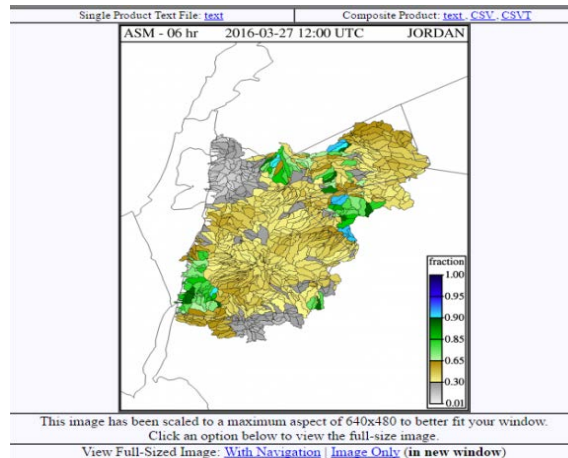 Single Product Text File: text
Composite Product: text , CSV , CSVT
ASM - 06 hr 2016-03-27 12:00 UTC JORDAN
fraction
1.00
0.95
0.90
0.85
0.65
0.30
0.01
This image has been scaled to a maximum aspect of 640x480 to better fit your window.
Click an option below to view the full-size image.
View Full-Sized Image: With Navigation | Image Only (in new window)